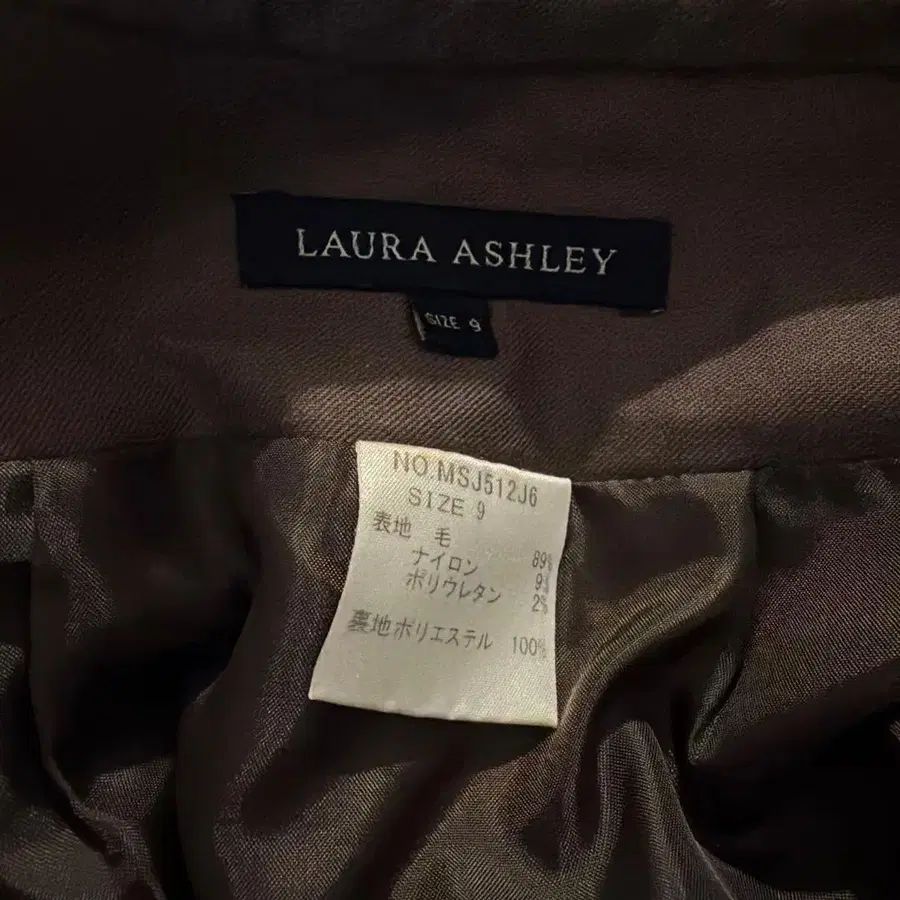 LAURA ASHLEY
SIZE 9
NO.MSJ512J6
SIZE 9
表地 毛 89%
ナイロン 9%
ポリウレタン 2%
裏地ポリエステル 100%